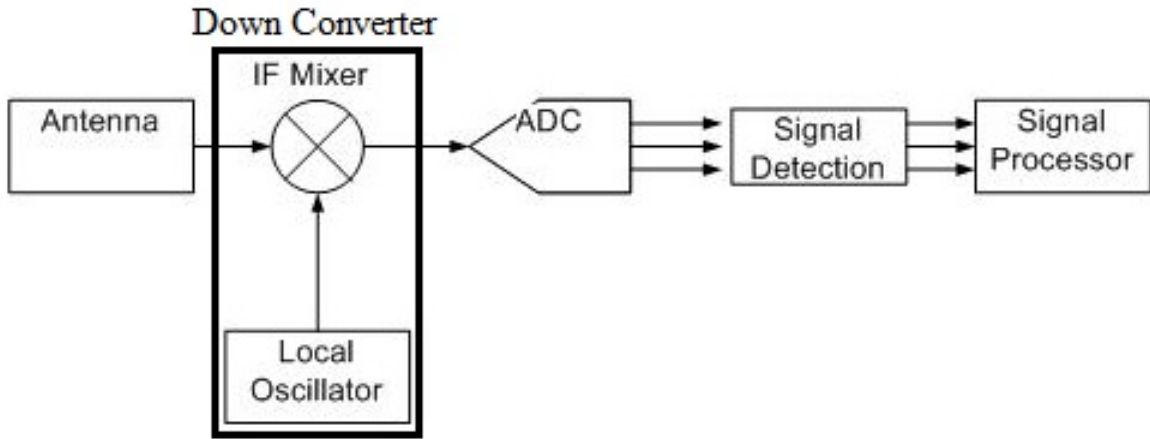 Down Converter
IF Mixer
Antenna
ADC
Signal
Detection
Signal
Processor
Local
Oscillator